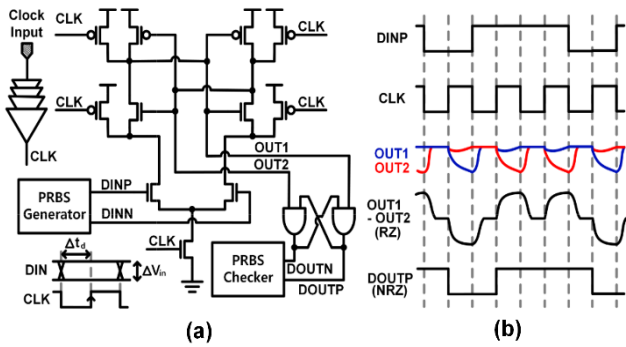 Clock
Input
CLK
CLK
CLK
CLK
CLK
OUT1
OUT2
PRBS
Generator
DINP
DINN
Δtd
DIN
ΔVin
CLK
CLK
PRBS
Checker
DOUTN
DOUTP
(a)
DINP
CLK
OUT1
OUT2
OUT1
- OUT2
(RZ)
DOUTP
(NRZ)
(b)